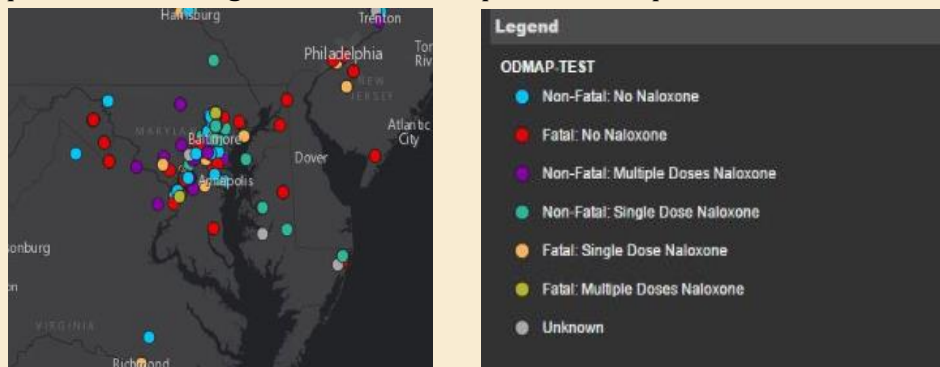 Harrisburg
Trenton
Philadelphia
NEW
JERSEY
Atlantic
City
Baltimore
Dover
Annapolis
sonburg
VIRGINIA
Richmond
Legend
ODMAP-TEST
Non-Fatal: No Naloxone
Fatal: No Naloxone
Non-Fatal: Multiple Doses Naloxone
Non-Fatal: Single Dose Naloxone
Fatal: Single Dose Naloxone
Fatal: Multiple Doses Naloxone
Unknown